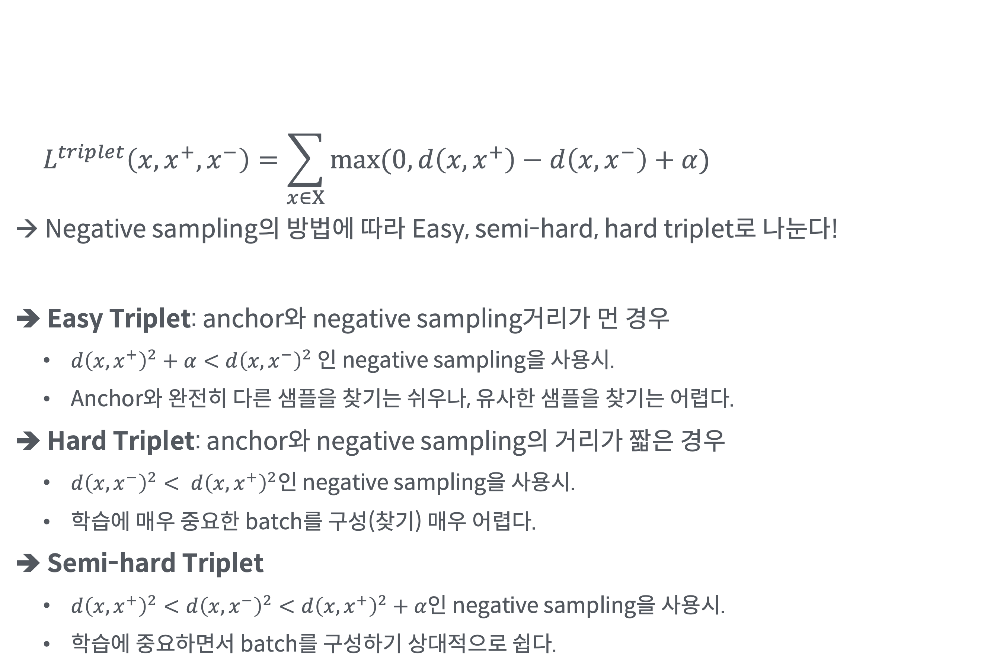 L^{triplet}(x, x⁺, x⁻) = ∑_{x∈X} max(0, d(x, x⁺) − d(x, x⁻) + α)
→ Negative sampling의 방법에 따라 Easy, semi-hard, hard triplet로 나눈다!
→ Easy Triplet: anchor와 negative sampling거리가 먼 경우
• d(x, x⁺)² + α < d(x, x⁻)² 인 negative sampling을 사용시.
• Anchor와 완전히 다른 샘플을 찾기는 쉬우나, 유사한 샘플을 찾기는 어렵다.
→ Hard Triplet: anchor와 negative sampling의 거리가 짧은 경우
• d(x, x⁻)² < d(x, x⁺)²인 negative sampling을 사용시.
• 학습에 매우 중요한 batch를 구성(찾기) 매우 어렵다.
→ Semi-hard Triplet
• d(x, x⁺)² < d(x, x⁻)² < d(x, x⁺)² + α인 negative sampling을 사용시.
• 학습에 중요하면서 batch를 구성하기 상대적으로 쉽다.